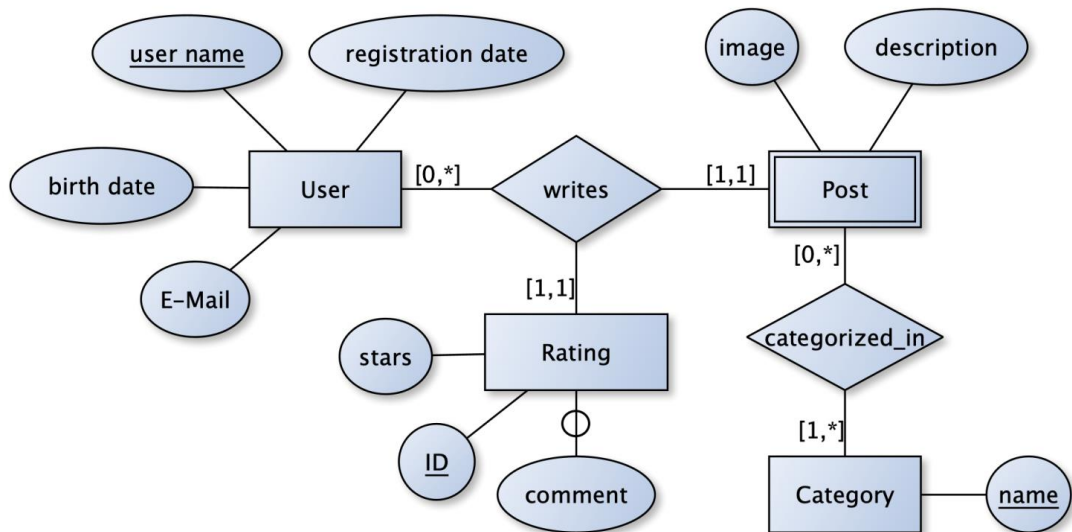 user name
registration date
image
description
birth date
User
[0,*]
writes
[1,1]
Post
E-Mail
[1,1]
[0,*]
stars
Rating
categorized_in
ID
comment
[1,*]
Category
name